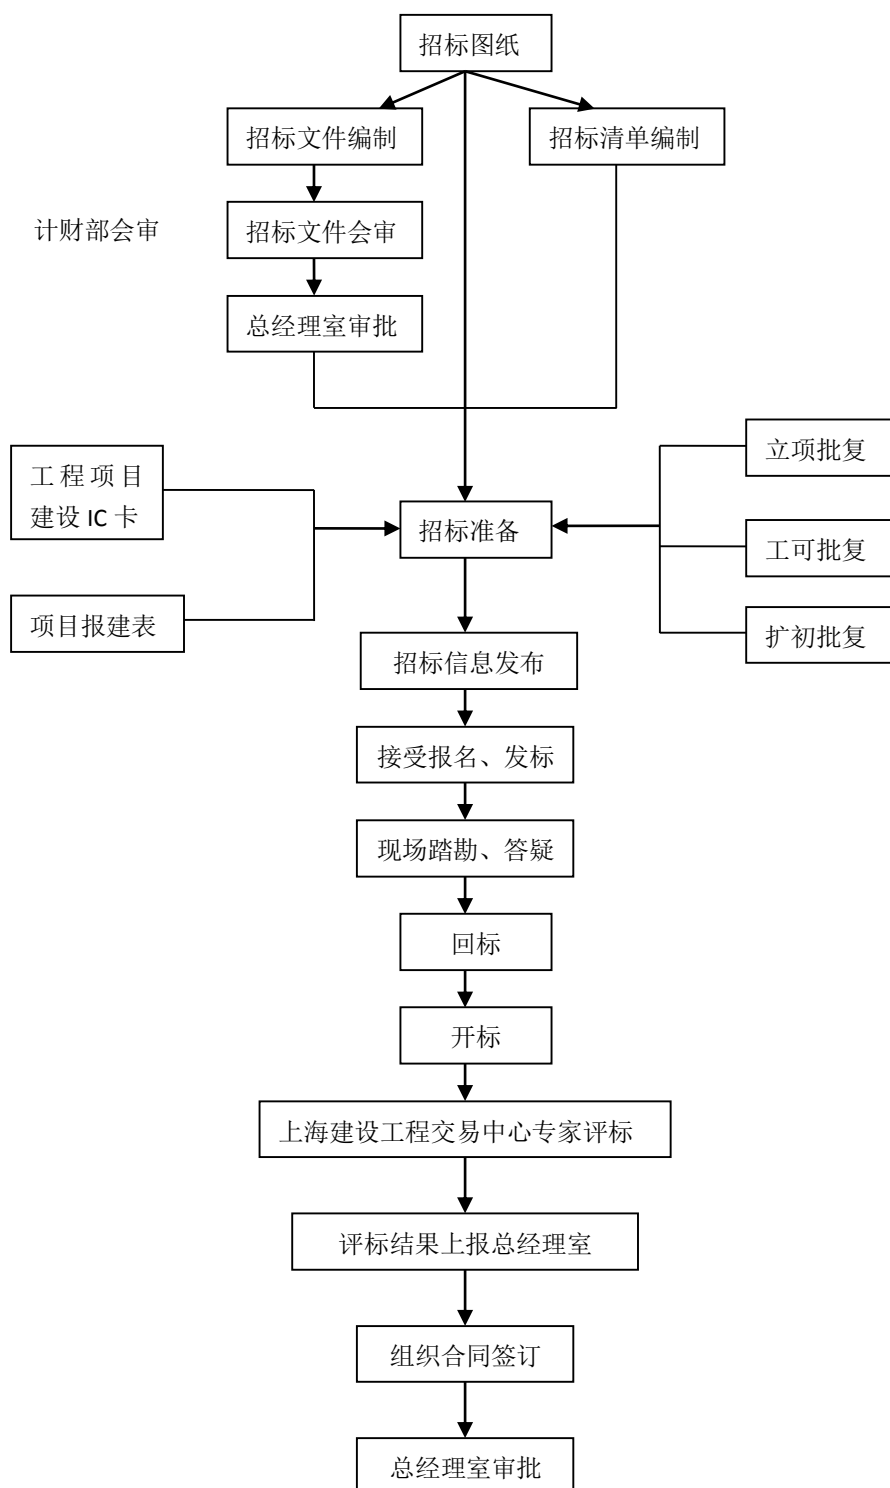 招标图纸
招标文件编制
招标清单编制
计财部会审
招标文件会审
总经理室审批
工程项目
建设 IC 卡
立项批复
招标准备
工可批复
项目报建表
扩初批复
招标信息发布
接受报名、发标
现场踏勘、答疑
回标
开标
上海建设工程交易中心专家评标
评标结果上报总经理室
组织合同签订
总经理室审批